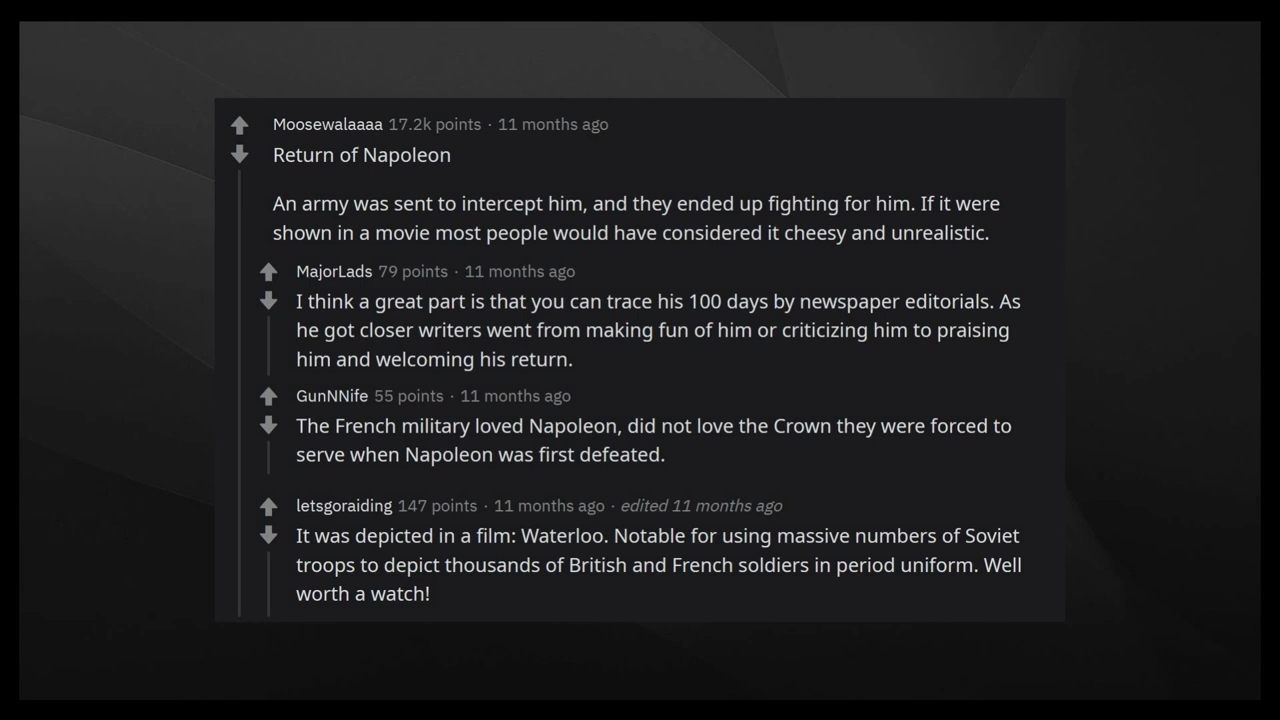 Moosewalaaaa 17.2k points · 11 months ago
Return of Napoleon
An army was sent to intercept him, and they ended up fighting for him. If it were
shown in a movie most people would have considered it cheesy and unrealistic.
MajorLads 79 points · 11 months ago
I think a great part is that you can trace his 100 days by newspaper editorials. As
he got closer writers went from making fun of him or criticizing him to praising
him and welcoming his return.
GunNNife 55 points · 11 months ago
The French military loved Napoleon, did not love the Crown they were forced to
serve when Napoleon was first defeated.
letsgoraiding 147 points · 11 months ago · edited 11 months ago
It was depicted in a film: Waterloo. Notable for using massive numbers of Soviet
troops to depict thousands of British and French soldiers in period uniform. Well
worth a watch!